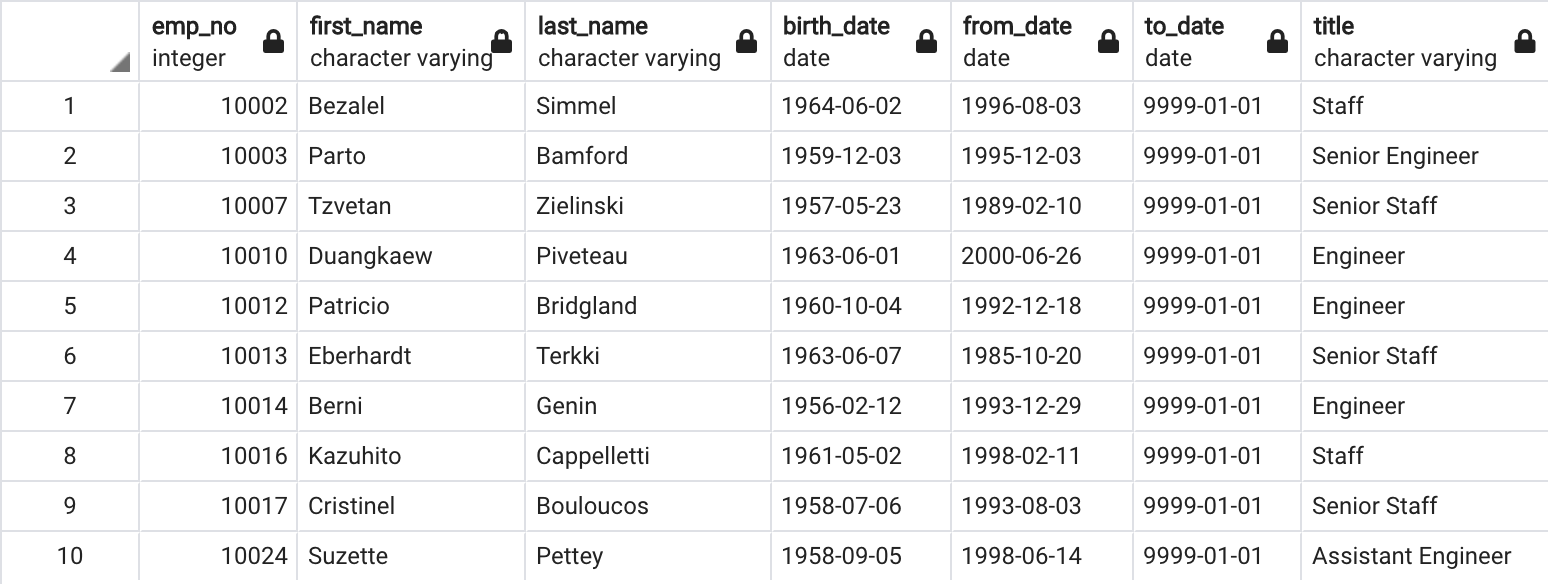 emp_no first_name last_name birth_date from_date to_date title
integer character varying character varying date date date character varying
1 10002 Bezalel Simmel 1964-06-02 1996-08-03 9999-01-01 Staff
2 10003 Parto Bamford 1959-12-03 1995-12-03 9999-01-01 Senior Engineer
3 10007 Tzvetan Zielinski 1957-05-23 1989-02-10 9999-01-01 Senior Staff
4 10010 Duangkaew Piveteau 1963-06-01 2000-06-26 9999-01-01 Engineer
5 10012 Patricio Bridgland 1960-10-04 1992-12-18 9999-01-01 Engineer
6 10013 Eberhardt Terkki 1963-06-07 1985-10-20 9999-01-01 Senior Staff
7 10014 Berni Genin 1956-02-12 1993-12-29 9999-01-01 Engineer
8 10016 Kazuhito Cappelletti 1961-05-02 1998-02-11 9999-01-01 Staff
9 10017 Cristinel Bouloucos 1958-07-06 1993-08-03 9999-01-01 Senior Staff
10 10024 Suzette Pettey 1958-09-05 1998-06-14 9999-01-01 Assistant Engineer